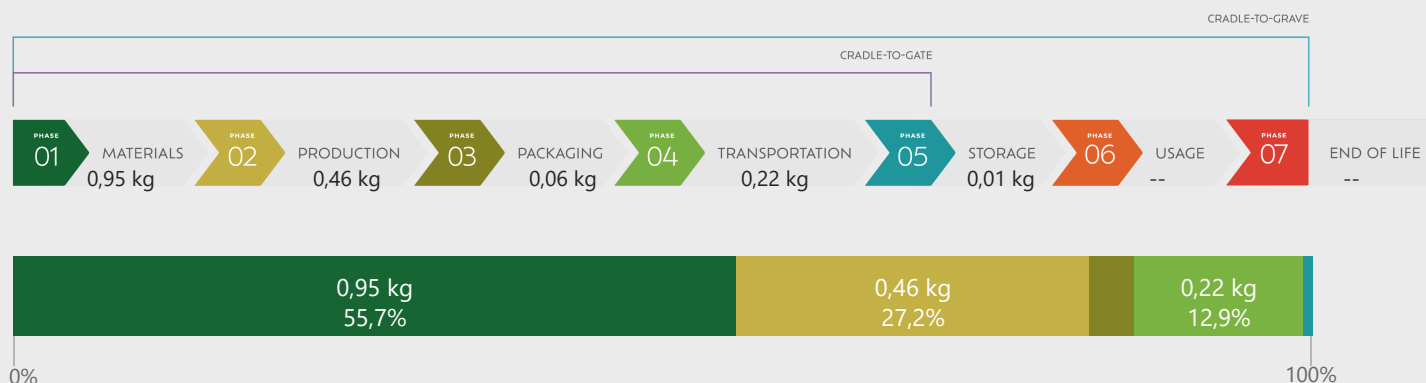 CRADLE-TO-GRAVE
CRADLE-TO-GATE
PHASE
01
MATERIALS
0,95 kg
PHASE
02
PRODUCTION
0,46 kg
PHASE
03
PACKAGING
0,06 kg
PHASE
04
TRANSPORTATION
0,22 kg
PHASE
05
STORAGE
0,01 kg
PHASE
06
USAGE
--
PHASE
07
END OF LIFE
--
0,95 kg
55,7%
0,46 kg
27,2%
0,22 kg
12,9%
0%
100%